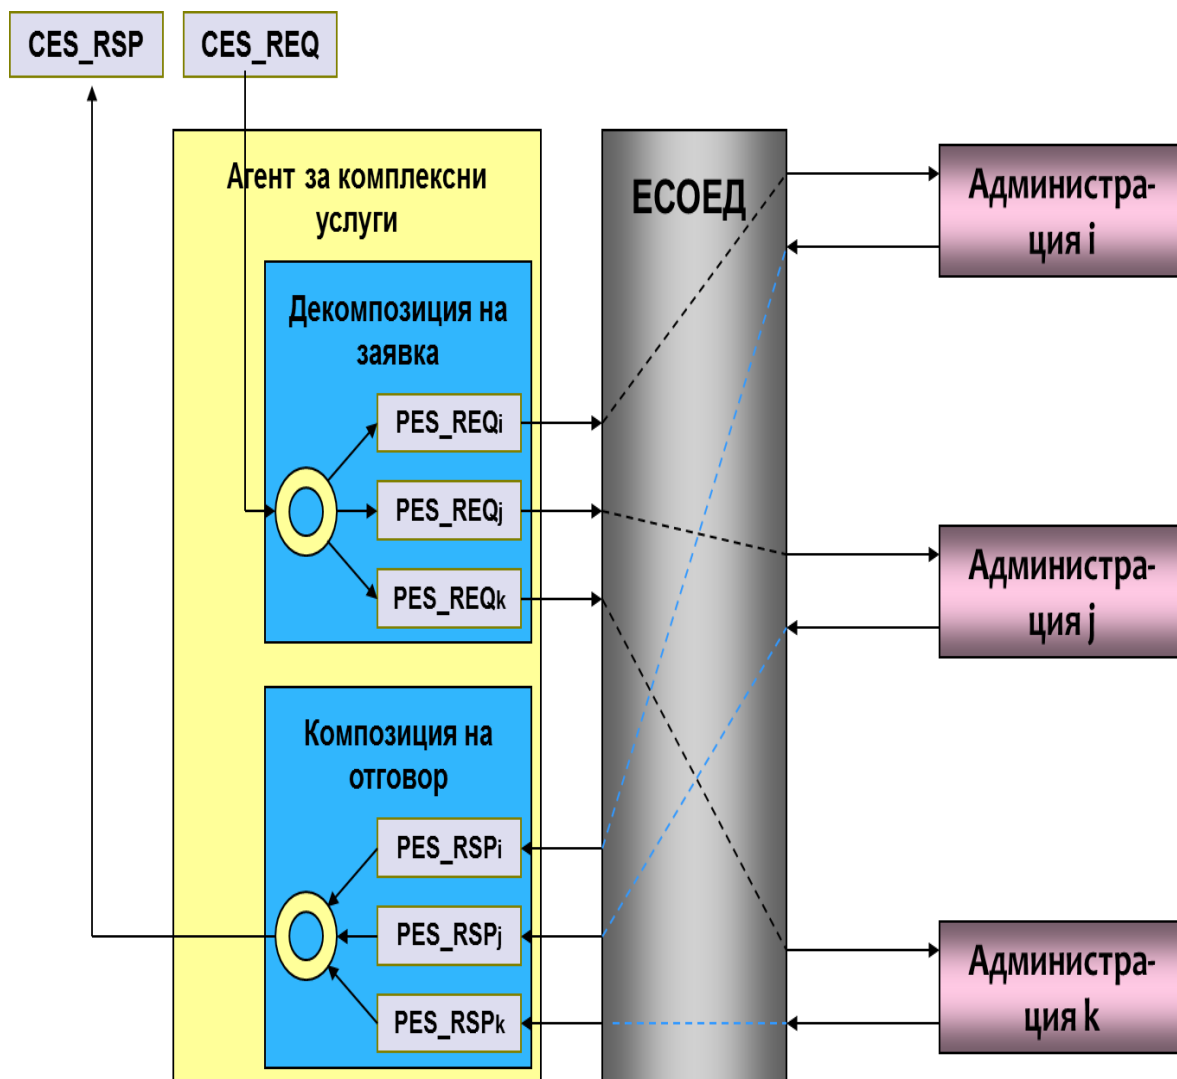 CES_RSP
CES_REQ
Агент за комплексни
услуги
Декомпозиция на
заявка
PES_REQi
PES_REQj
PES_REQk
Композиция на
отговор
PES_RSPi
PES_RSPj
PES_RSPk
ЕСОЕД
Администра-
ция i
Администра-
ция j
Администра-
ция k